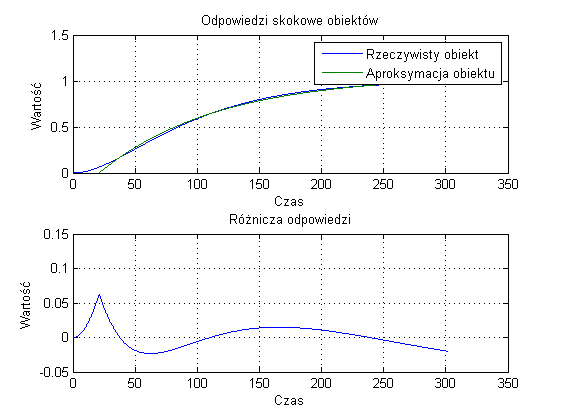 Odpowiedzi skokowe obiektów
1.5
1
0.5
0
Wartość
Rzeczywisty obiekt
Aproksymacja obiektu
0 50 100 150 200 250 300 350
Czas
Różnicza odpowiedzi
0.15
0.1
0.05
0
-0.05
Wartość
0 50 100 150 200 250 300 350
Czas